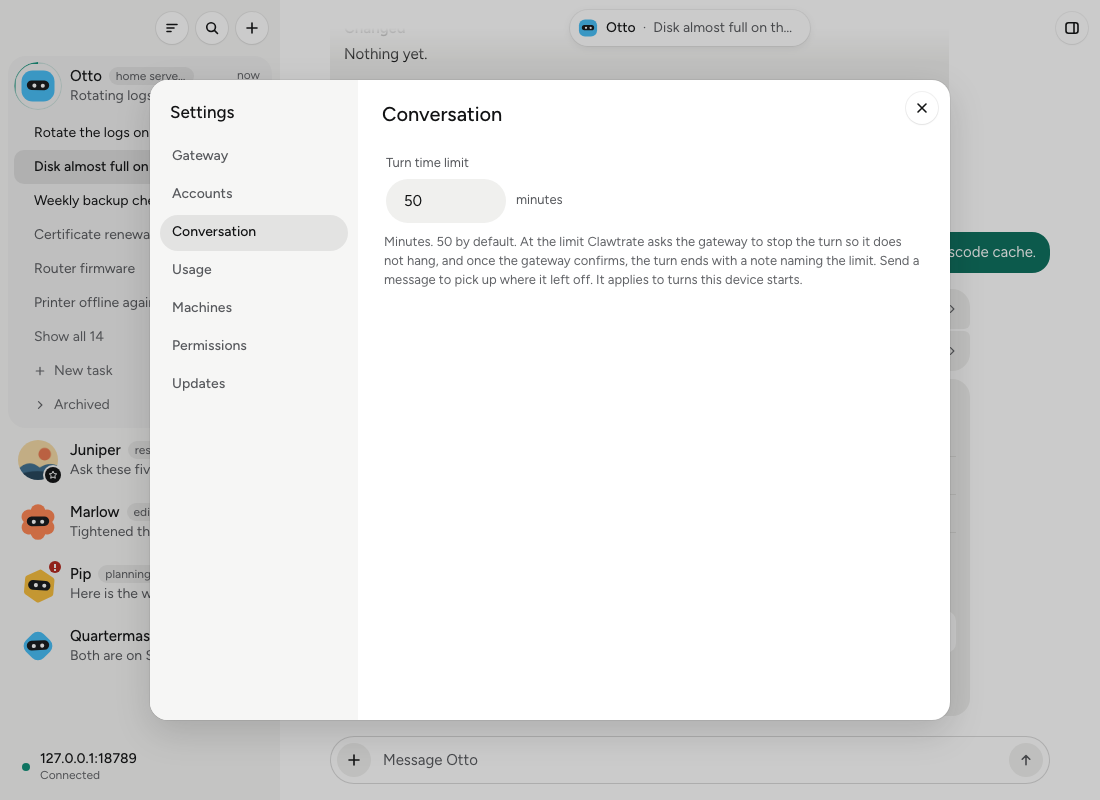 Otto · Disk almost full on th...
Changed
Nothing yet.
Otto home serve... now
Rotating logs
Rotate the logs on
Disk almost full on
Weekly backup che
Certificate renewa
Router firmware
Printer offline again
Show all 14
New task
Archived
Juniper res
Ask these fiv
Marlow edi
Tightened th
Pip planning
Here is the w
Quartermas
Both are on S
127.0.0.1:18789
Connected
Settings
Gateway
Accounts
Conversation
Usage
Machines
Permissions
Updates
Conversation
Turn time limit
50 minutes
Minutes. 50 by default. At the limit Clawtrate asks the gateway to stop the turn so it does
not hang, and once the gateway confirms, the turn ends with a note naming the limit. Send a
message to pick up where it left off. It applies to turns this device starts.
scode cache.
Message Otto